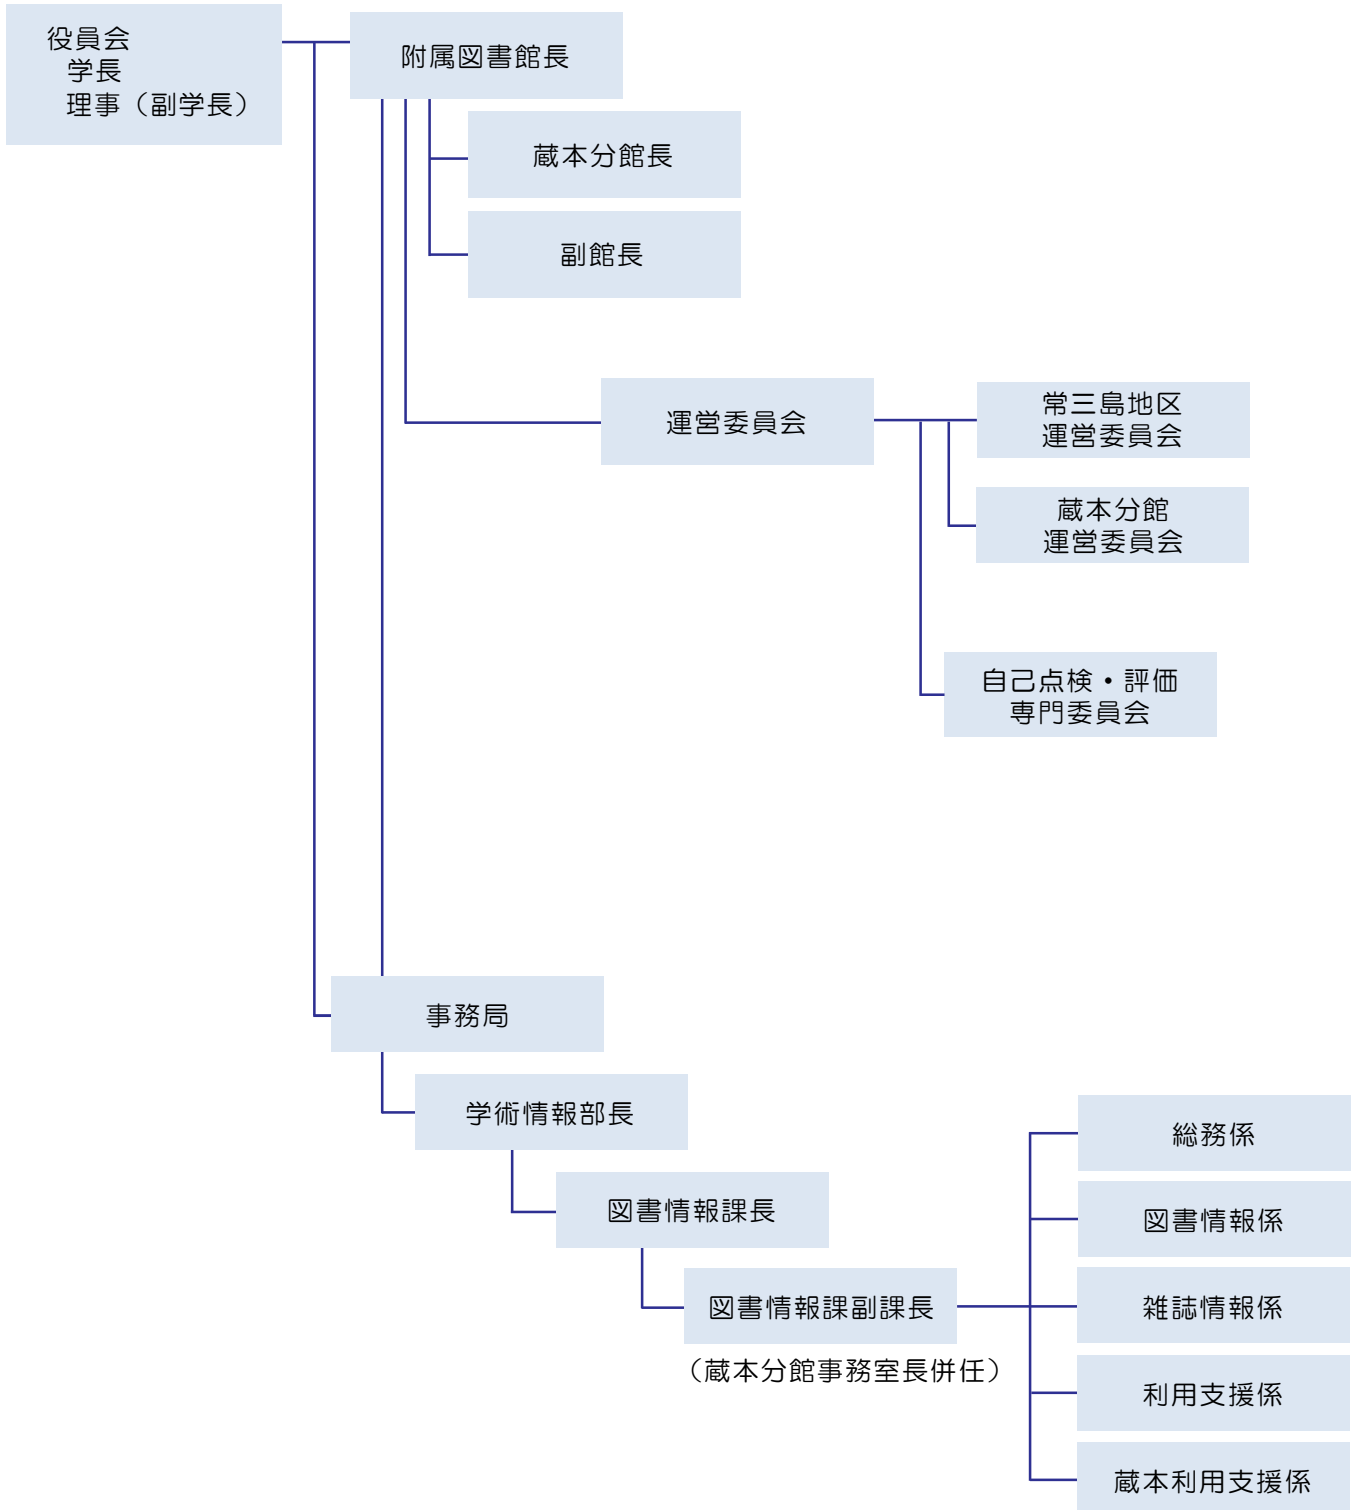 役員会
学長
理事（副学長）
附属図書館長
蔵本分館長
副館長
運営委員会
常三島地区
運営委員会
蔵本分館
運営委員会
自己点検・評価
専門委員会
事務局
学術情報部長
図書情報課長
図書情報課副課長
（蔵本分館事務室長併任）
総務係
図書情報係
雑誌情報係
利用支援係
蔵本利用支援係